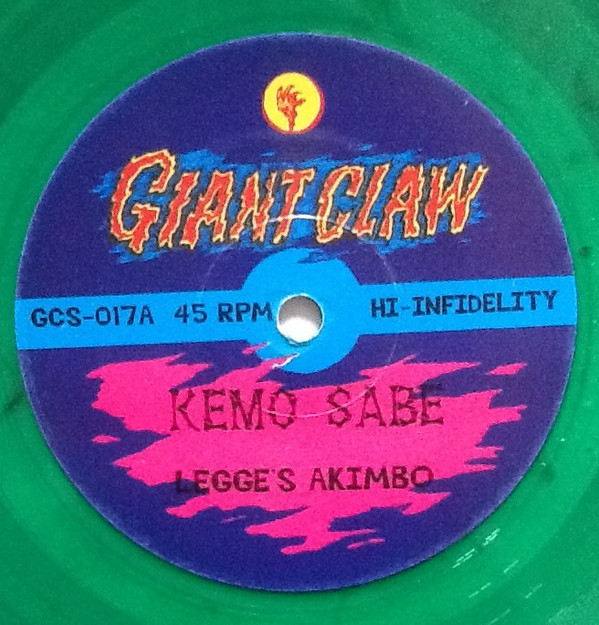 GIANT CLAW
GCS-017A 45 RPM HI-INFIDELITY
KEMO SABE
LEGGE'S AKIMBO